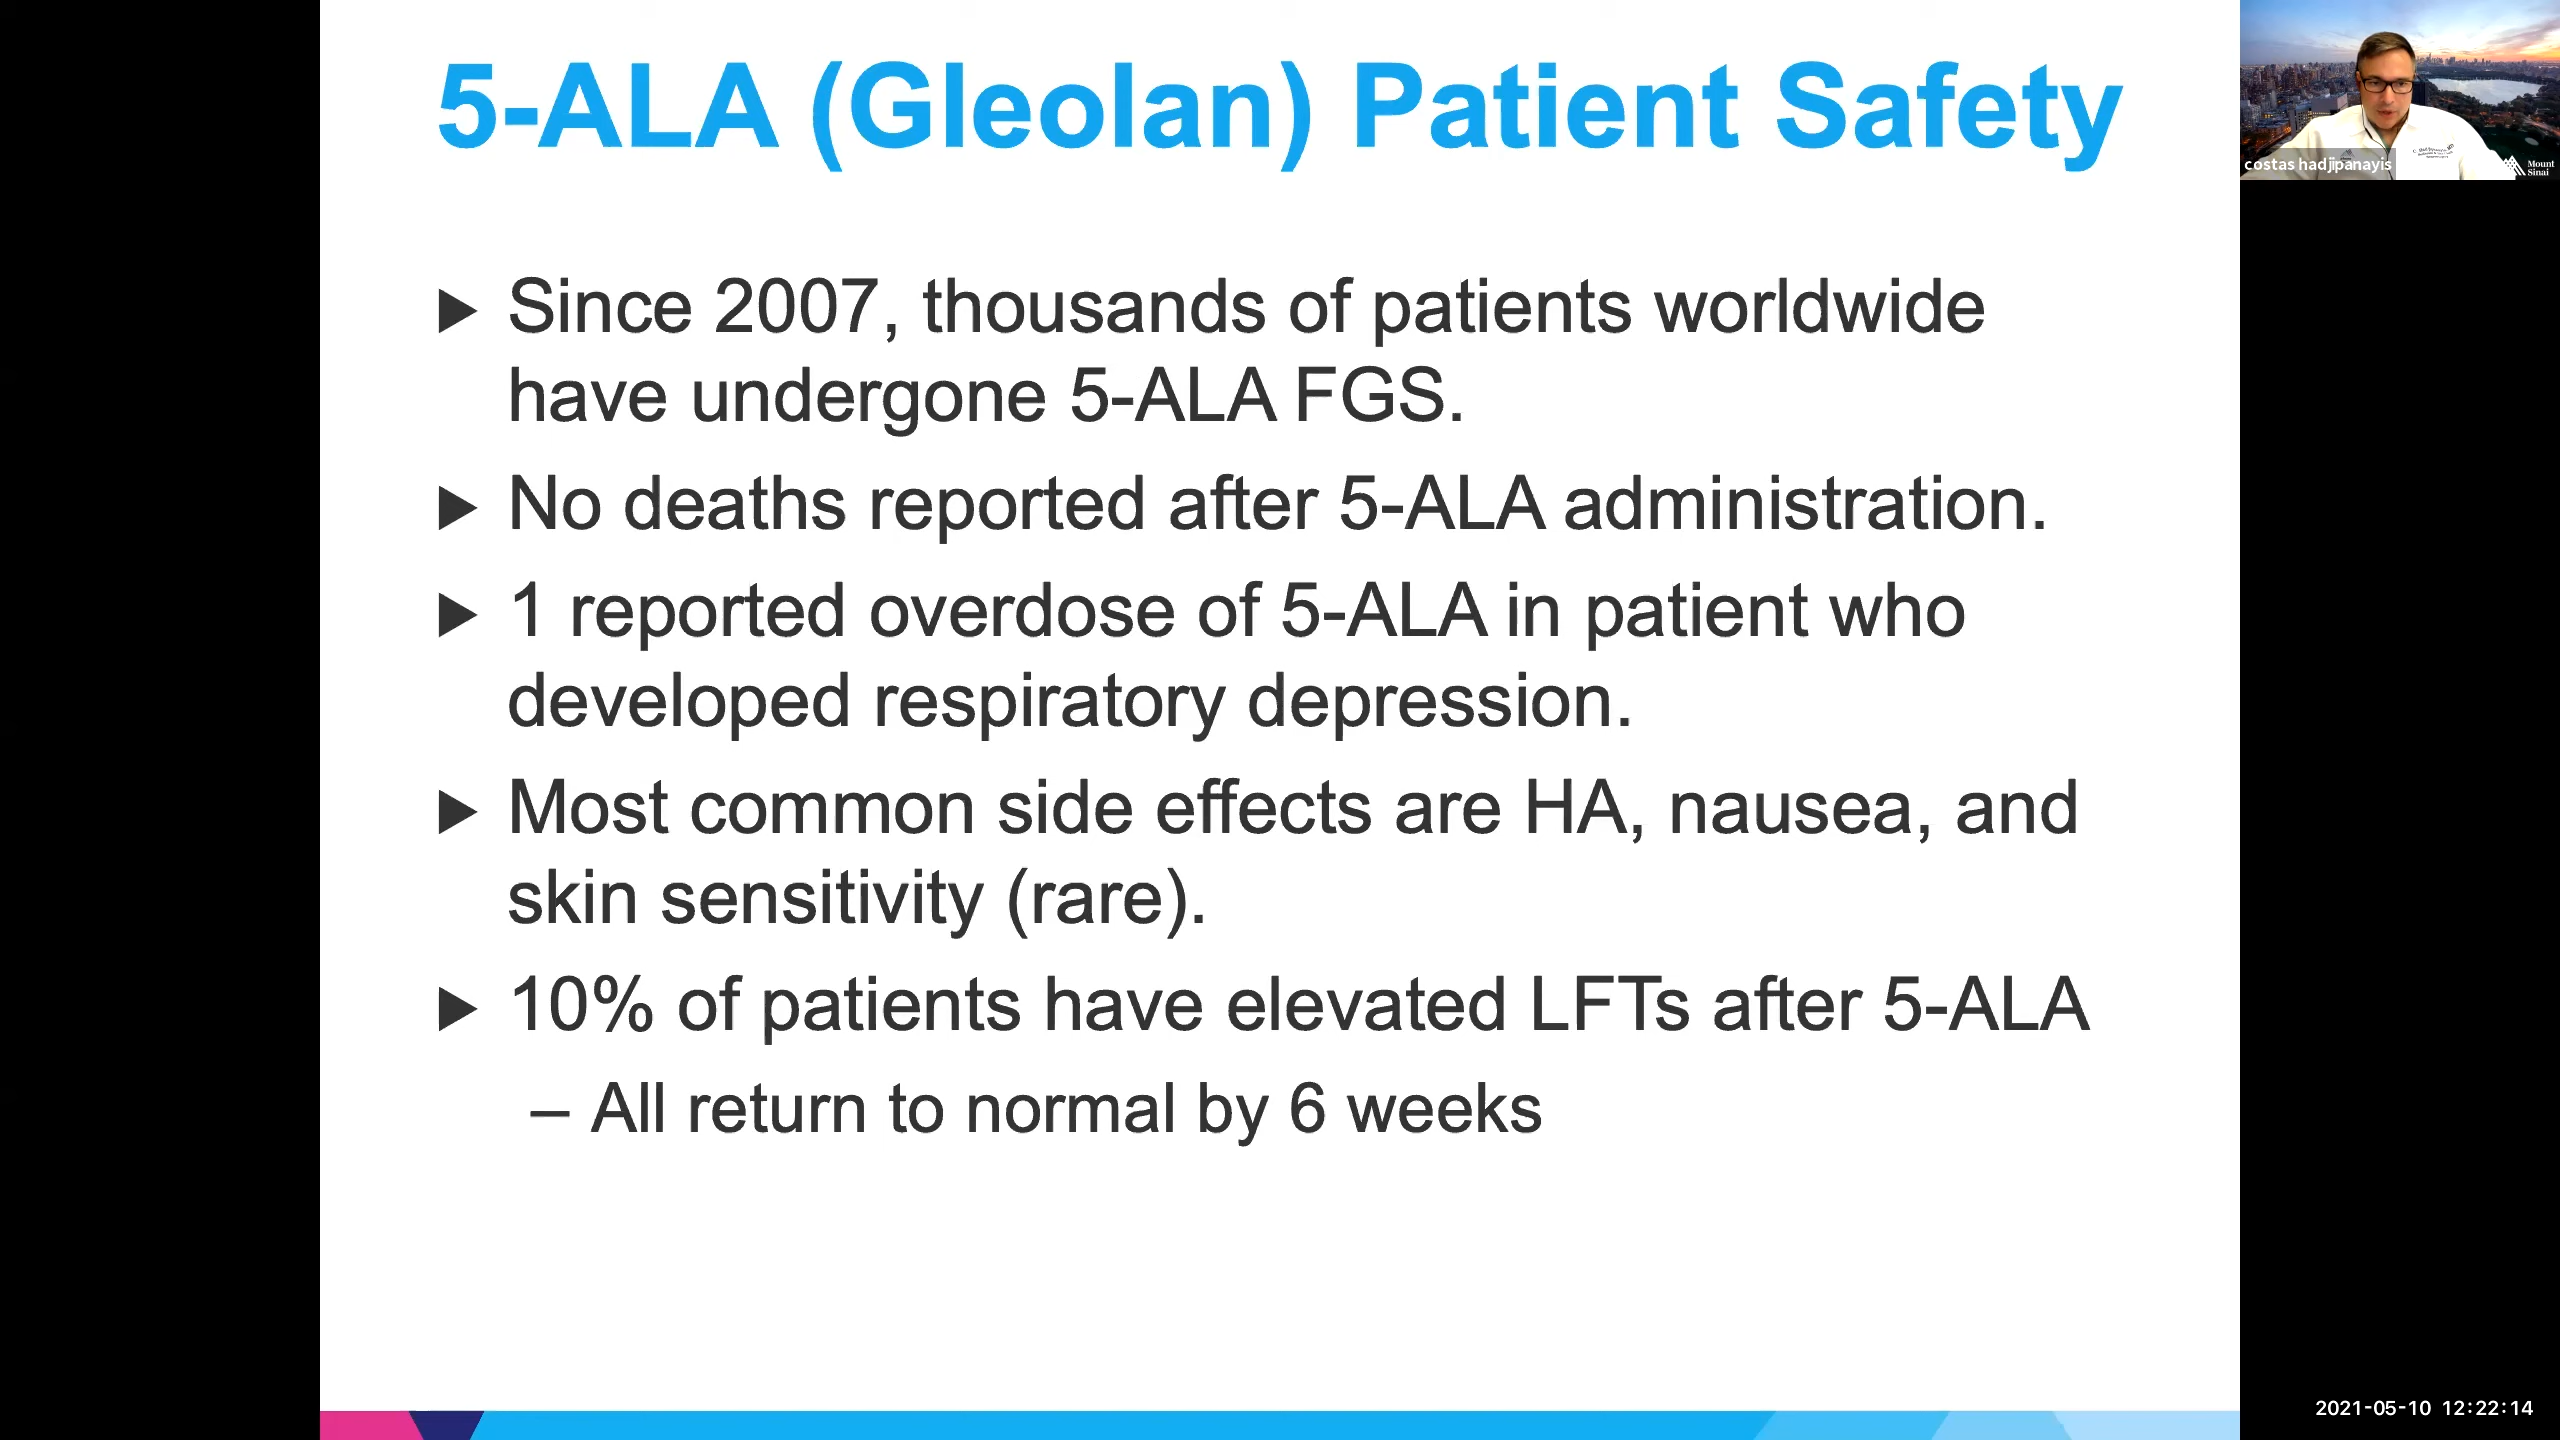 5-ALA (Gleolan) Patient Safety
▶ Since 2007, thousands of patients worldwide
have undergone 5-ALA FGS.
▶ No deaths reported after 5-ALA administration.
▶ 1 reported overdose of 5-ALA in patient who
developed respiratory depression.
▶ Most common side effects are HA, nausea, and
skin sensitivity (rare).
▶ 10% of patients have elevated LFTs after 5-ALA
– All return to normal by 6 weeks
costas hadjipanayis
Mount
Sinai
2021-05-10 12:22:14